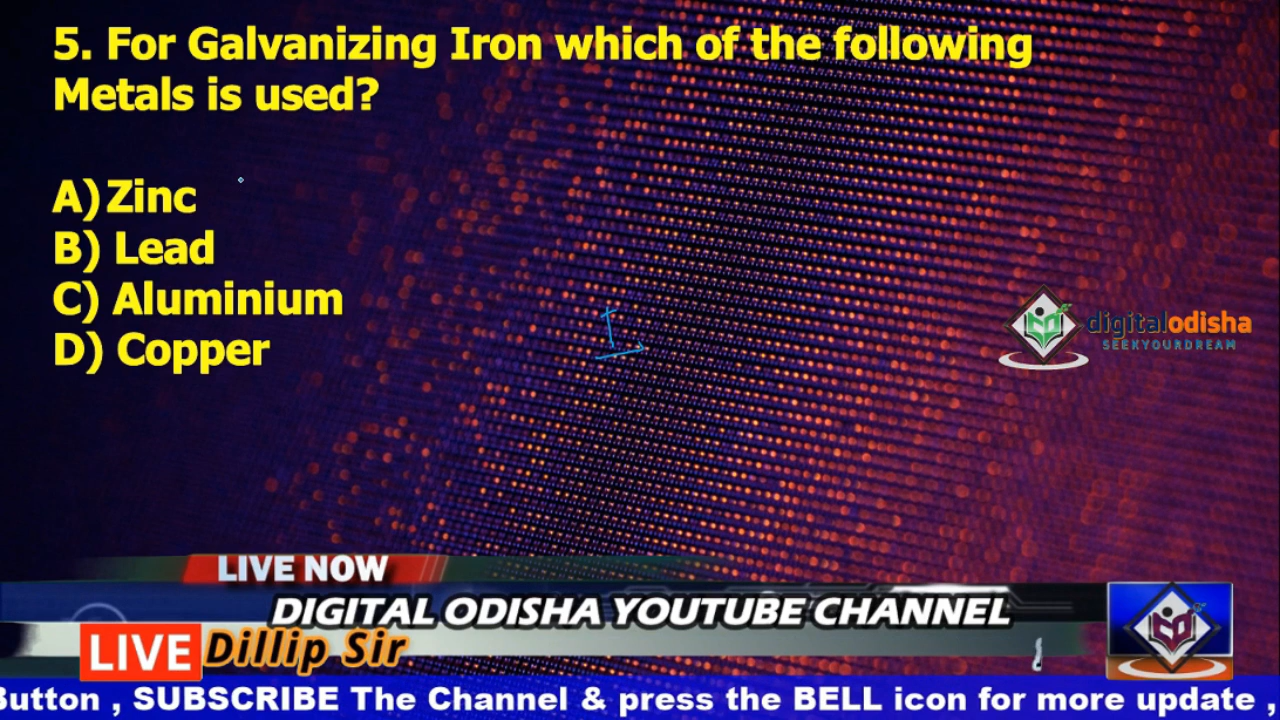 5. For Galvanizing Iron which of the following
Metals is used?
A) Zinc
B) Lead
C) Aluminium
D) Copper
digitalodisha
SEEKYOURDREAM
LIVE NOW
DIGITAL ODISHA YOUTUBE CHANNEL
LIVE Dillip Sir
Button , SUBSCRIBE The Channel & press the BELL icon for more update ,